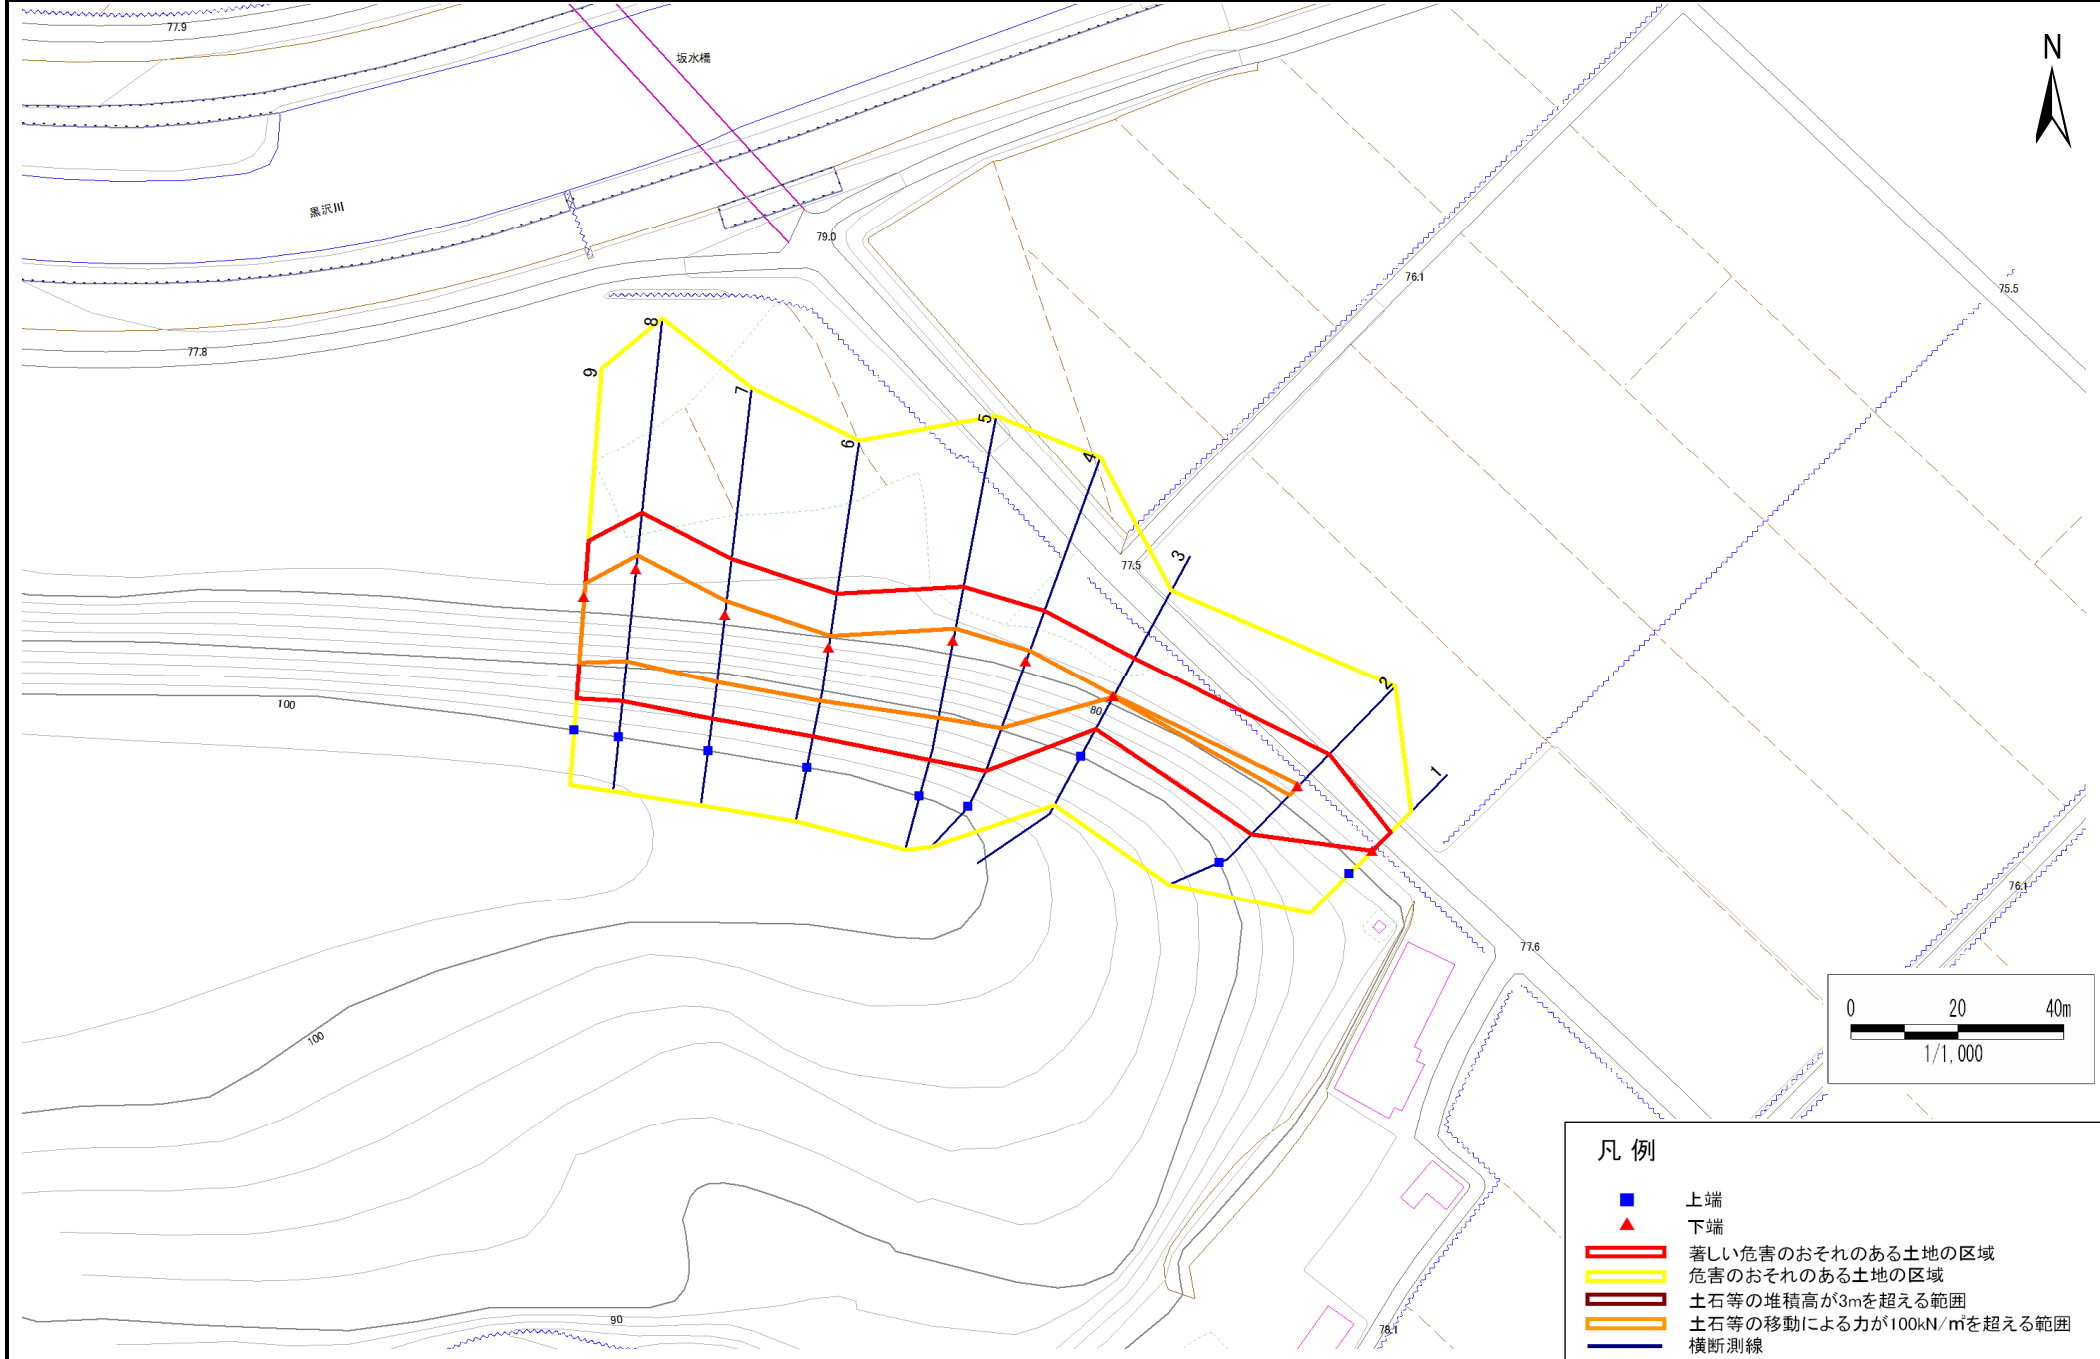 77.9
坂水橋
N
黒沢川
79.0
76.1
75.5
77.8
8
9
7
5
6
4
3
77.5
2
100
80
1
76.1
77.6
0 20 40m
1/1,000
100
凡 例
上端
下端
著しい危害のおそれのある土地の区域
危害のおそれのある土地の区域
土石等の堆積高が3mを超える範囲
土石等の移動による力が100kN/㎡を超える範囲
横断測線
90
78.1